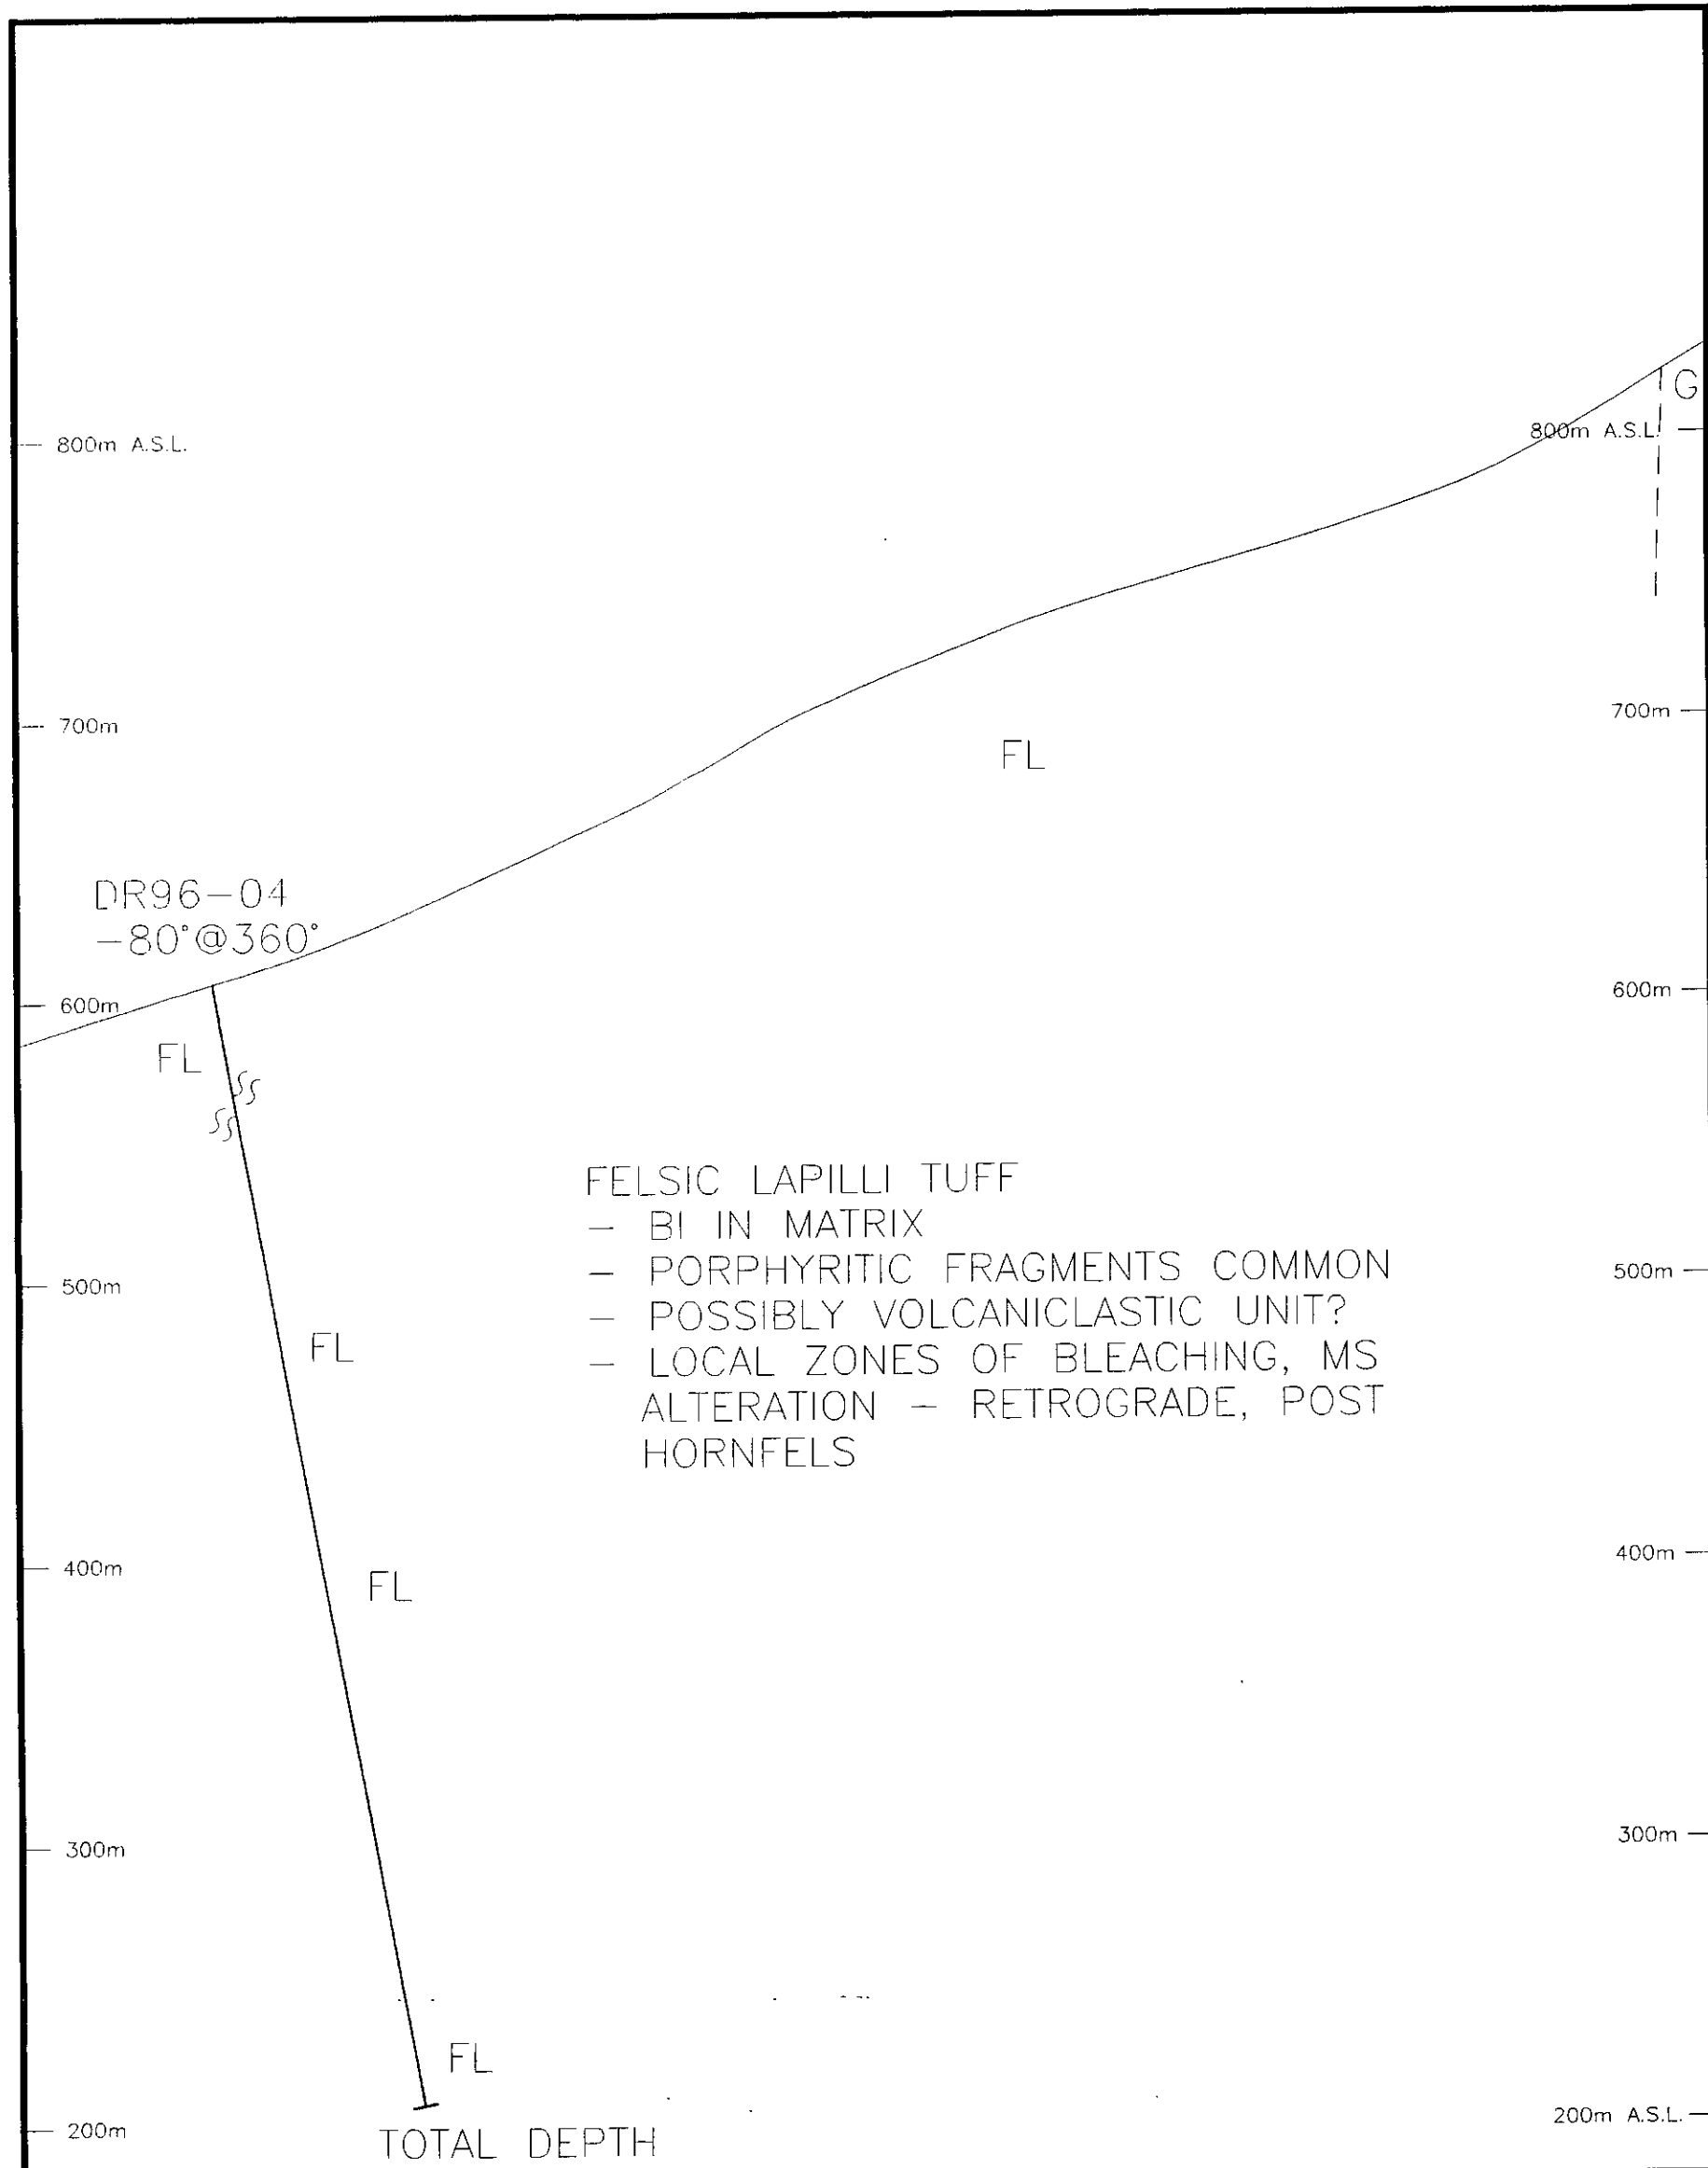 G
800m A.S.L.
800m A.S.L.
700m
700m
FL
DR96-04
-80°@360°
600m
600m
FL
FELSIC LAPILLI TUFF
- BI IN MATRIX
- PORPHYRITIC FRAGMENTS COMMON
- POSSIBLY VOLCANICLASTIC UNIT?
- LOCAL ZONES OF BLEACHING, MS
ALTERATION - RETROGRADE, POST
HORNFELS
500m
500m
FL
400m
400m
FL
300m
300m
FL
200m
200m A.S.L.
TOTAL DEPTH